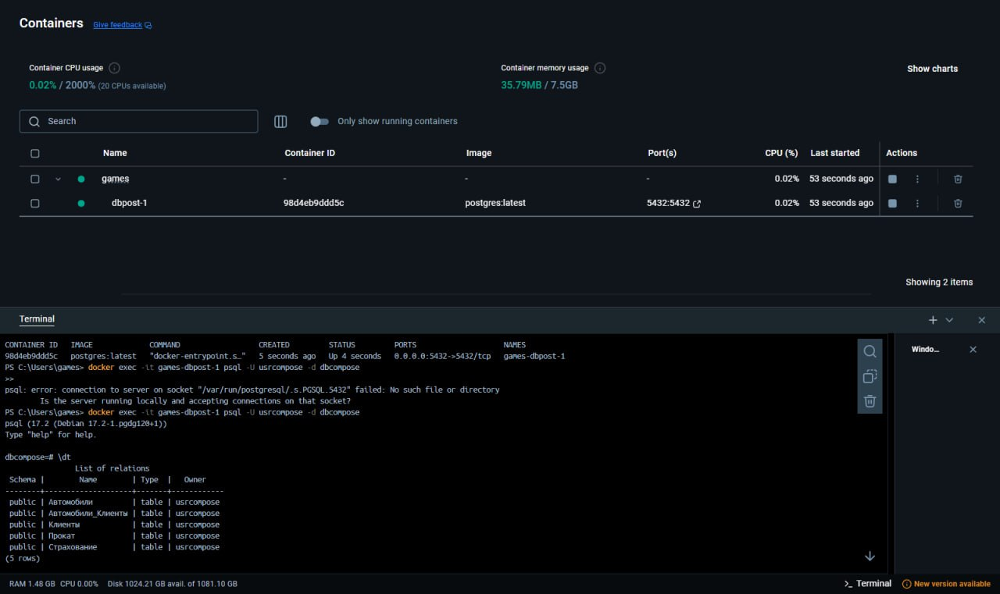 Containers Give feedback
Container CPU usage
0.02% / 2000% (20 CPUs available)
Container memory usage
35.79MB / 7.5GB
Show charts
Search
Only show running containers
Name Container ID Image Port(s) CPU (%) Last started Actions
games - - - 0.02% 53 seconds ago
dbpost-1 98d4eb9ddd5c postgres:latest 5432:5432 0.02% 53 seconds ago
Showing 2 items
Terminal
CONTAINER ID IMAGE COMMAND CREATED STATUS PORTS NAMES
98d4eb9ddd5c postgres:latest "docker-entrypoint.s…" 5 seconds ago Up 4 seconds 0.0.0.0:5432->5432/tcp games-dbpost-1
PS C:\Users\games> docker exec -it games-dbpost-1 psql -U usrcompose -d dbcompose
>>
psql: error: connection to server on socket "/var/run/postgresql/.s.PGSQL.5432" failed: No such file or directory
Is the server running locally and accepting connections on that socket?
PS C:\Users\games> docker exec -it games-dbpost-1 psql -U usrcompose -d dbcompose
psql (17.2 (Debian 17.2-1.pgdg120+1))
Type "help" for help.
dbcompose=# \dt
List of relations
Schema | Name | Type | Owner
--------+--------------------+-------+------------
public | Автомобили | table | usrcompose
public | Автомобили_Клиенты | table | usrcompose
public | Клиенты | table | usrcompose
public | Прокат | table | usrcompose
public | Страхование | table | usrcompose
(5 rows)
Windo...
RAM 1.48 GB CPU 0.00% Disk 1024.21 GB avail. of 1081.10 GB
>_ Terminal
New version available